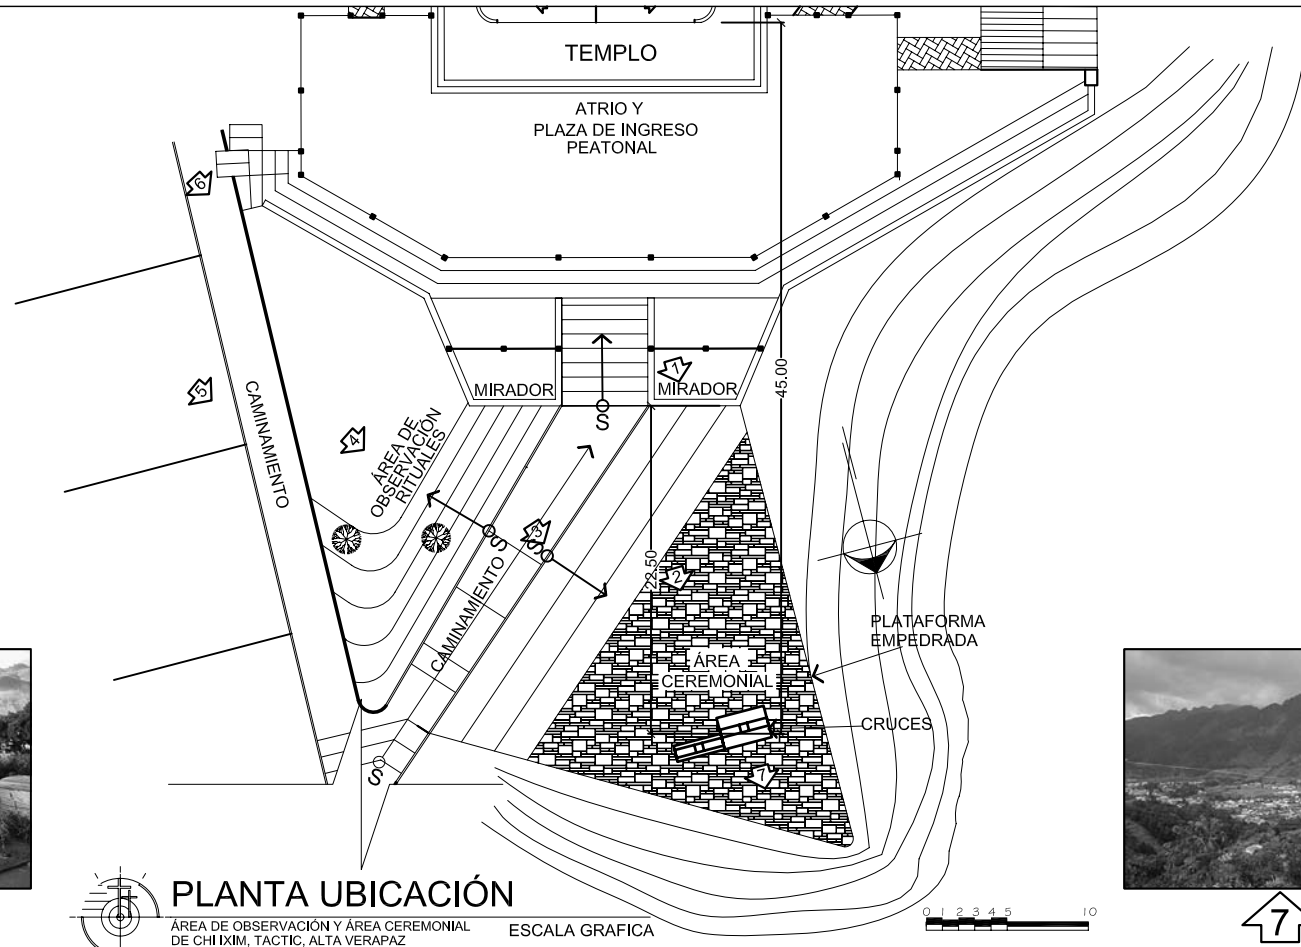 TEMPLO
ATRIO Y
PLAZA DE INGRESO
PEATONAL
6
5
4
CAMINAMIENTO
ÁREA DE
OBSERVACIÓN
RITUALES
MIRADOR
S
1
MIRADOR
45.00
3
S
S
CAMINAMIENTO
22.50
2
PLATAFORMA
EMPEDRADA
ÁREA
CEREMONIAL
CRUCES
7
S
PLANTA UBICACIÓN
ÁREA DE OBSERVACIÓN Y ÁREA CEREMONIAL
DE CHI IXIM, TACTIC, ALTA VERAPAZ
ESCALA GRAFICA
0 1 2 3 4 5 10
7